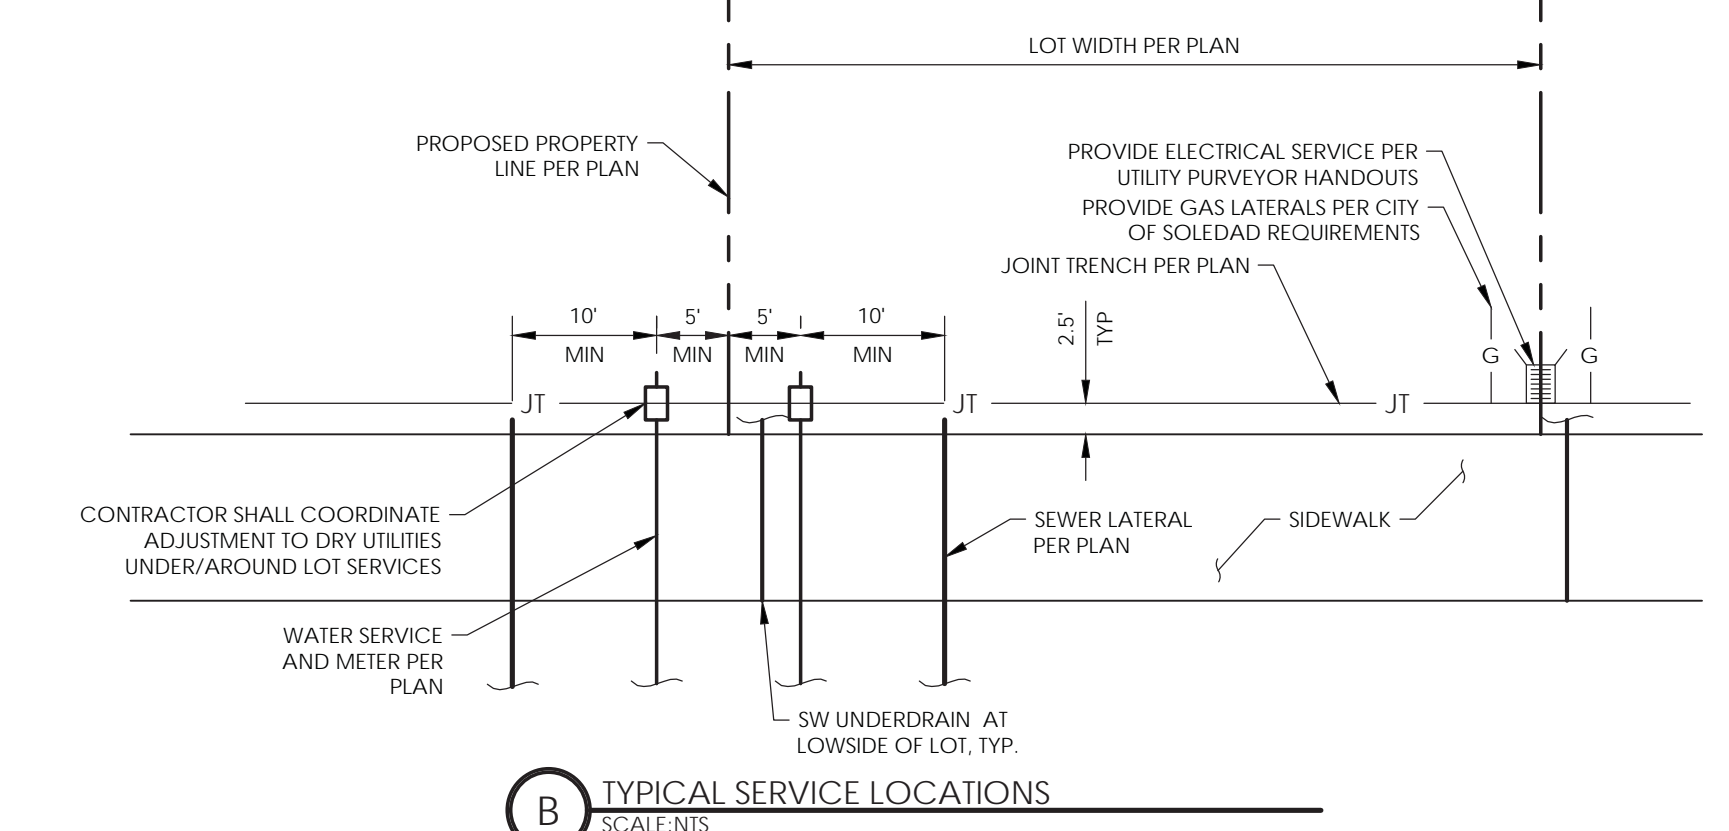 LOT WIDTH PER PLAN
PROPOSED PROPERTY
LINE PER PLAN
PROVIDE ELECTRICAL SERVICE PER
UTILITY PURVEYOR HANDOUTS
PROVIDE GAS LATERALS PER CITY
OF SOLEDAD REQUIREMENTS
JOINT TRENCH PER PLAN
10'
MIN
5'
MIN
5'
MIN
10'
MIN
2.5'
TYP
G
G
JT
JT
JT
CONTRACTOR SHALL COORDINATE
ADJUSTMENT TO DRY UTILITIES
UNDER/AROUND LOT SERVICES
SEWER LATERAL
PER PLAN
SIDEWALK
WATER SERVICE
AND METER PER
PLAN
SW UNDERDRAIN AT
LOWSIDE OF LOT, TYP.
B
TYPICAL SERVICE LOCATIONS
SCALE:NTS